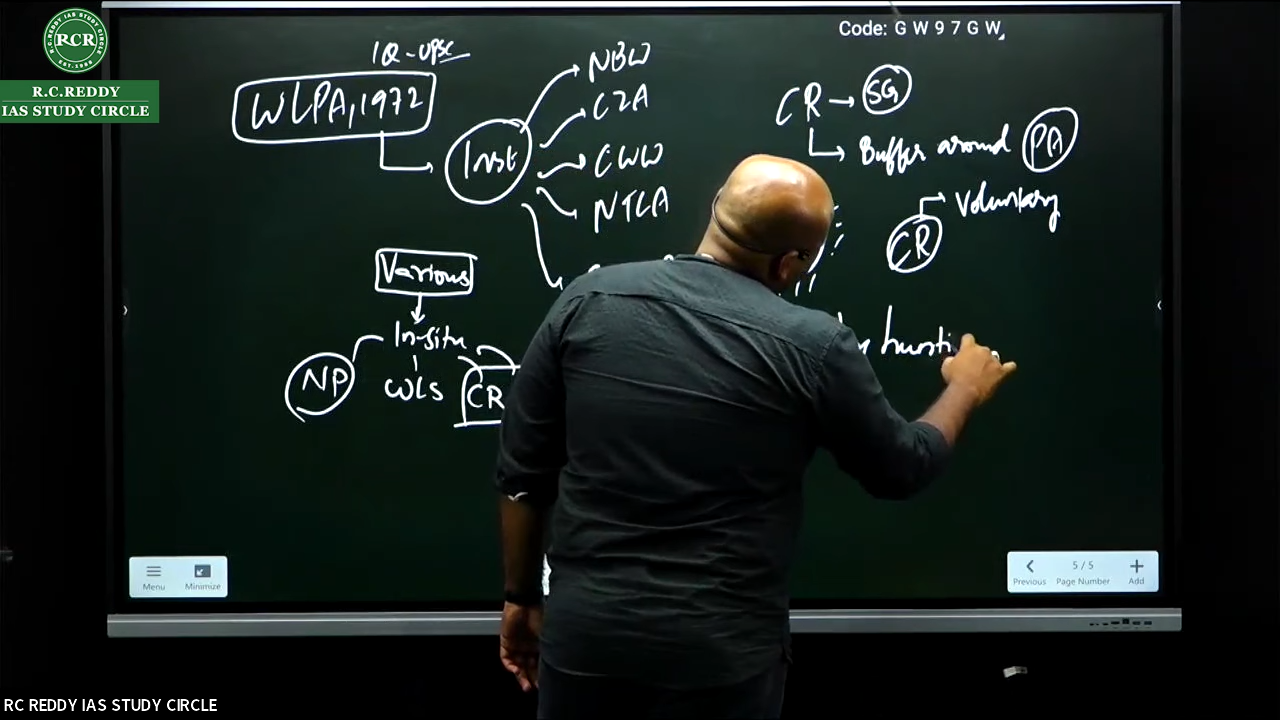 RCR
R.C.REDDY
IAS STUDY CIRCLE
Code: G W 9 7 G W
1Q-UPSC
WLPA, 1972
Inst
NBW
CZA
CWW
NTCA
Various
In-situ
NP
WLS
CR
CR → SG
Buffer around PA
CR
Voluntary
Menu
Minimize
Previous
5 / 5
Page Number
Add
RC REDDY IAS STUDY CIRCLE